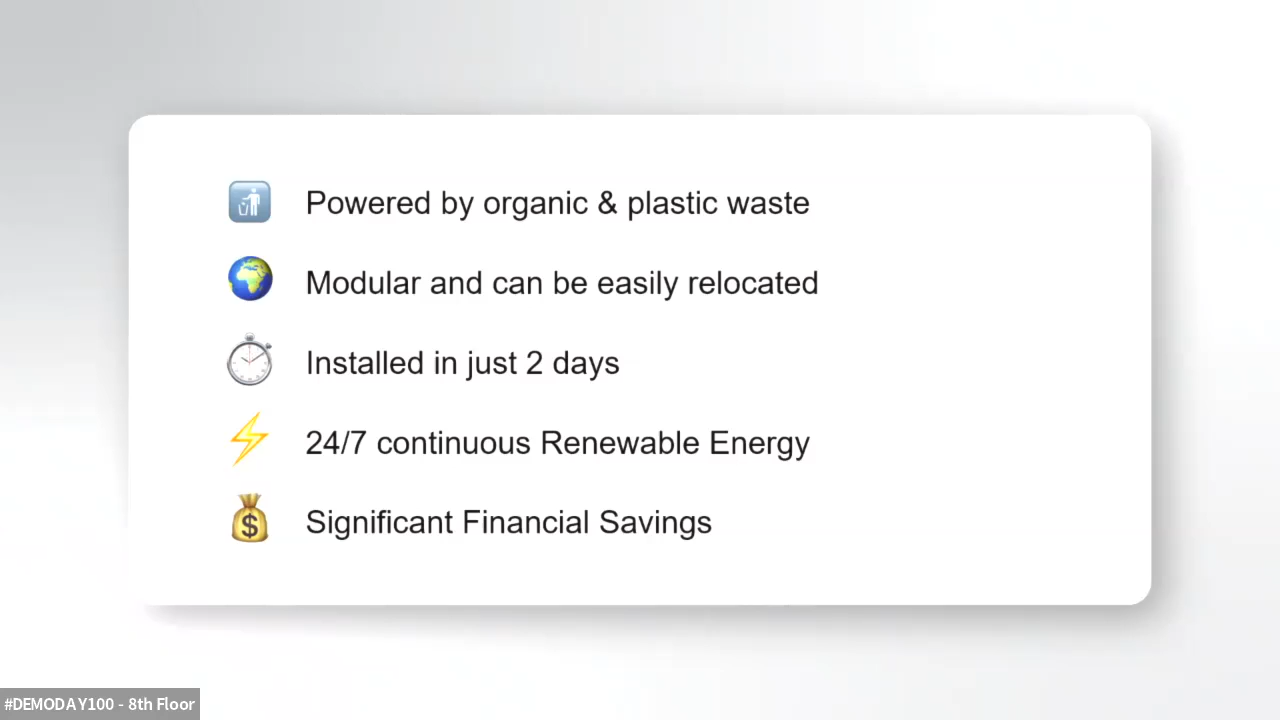 Powered by organic & plastic waste
Modular and can be easily relocated
Installed in just 2 days
24/7 continuous Renewable Energy
Significant Financial Savings
#DEMODAY100 - 8th Floor